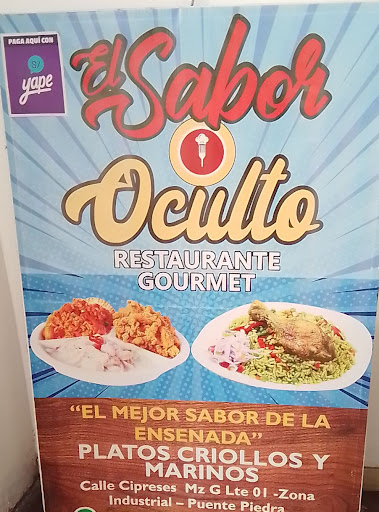 PAGA AQUÍ CON
S/
yape
El Sabor
Oculto
RESTAURANTE
GOURMET
“EL MEJOR SABOR DE LA
ENSENADA”
PLATOS CRIOLLOS Y
MARINOS
Calle Cipreses Mz G Lte 01 -Zona
Industrial – Puente Piedra